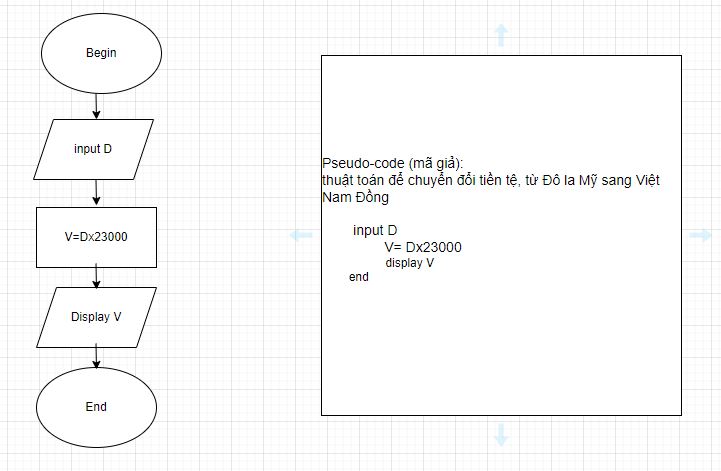 Begin
input D
V=Dx23000
Display V
End
Pseudo-code (mã giả):
thuật toán để chuyển đổi tiền tệ, từ Đô la Mỹ sang Việt
Nam Đồng
input D
V= Dx23000
display V
end